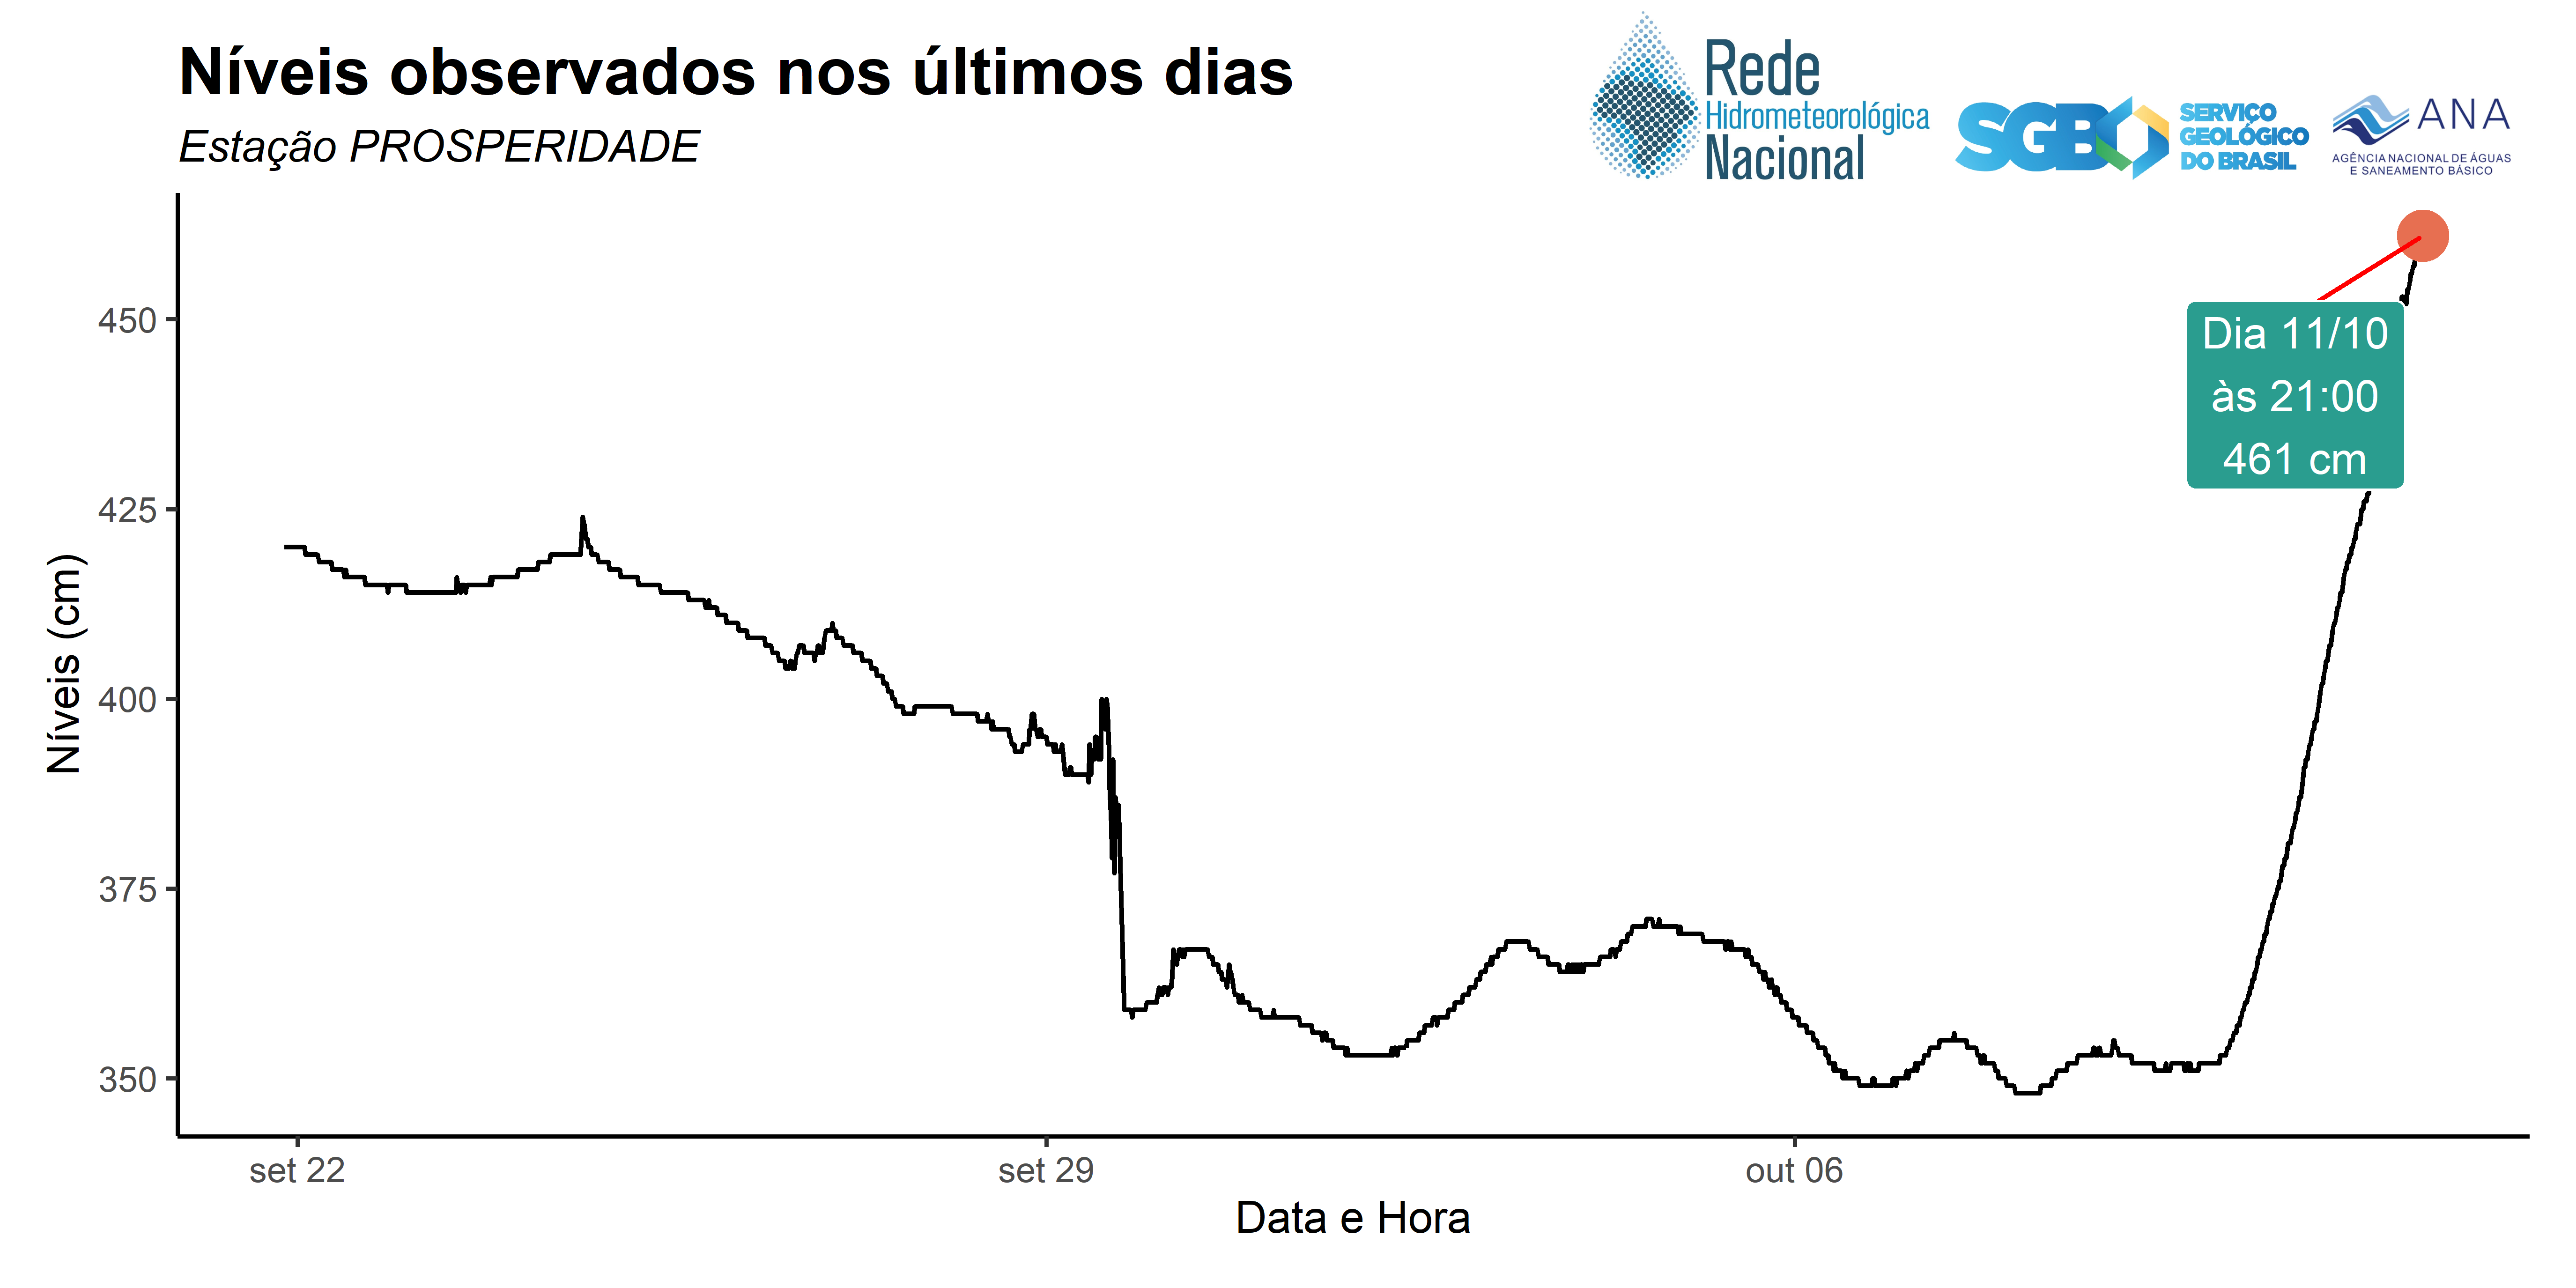 Níveis observados nos últimos dias
Estação PROSPERIDADE
Rede
Hidrometeorológica
Nacional
SGB
SERVIÇO
GEOLÓGICO
DO BRASIL
ANA
AGÊNCIA NACIONAL DE ÁGUAS
E SANEAMENTO BÁSICO
Níveis (cm)
450
425
400
375
350
Dia 11/10
às 21:00
461 cm
set 22
set 29
out 06
Data e Hora